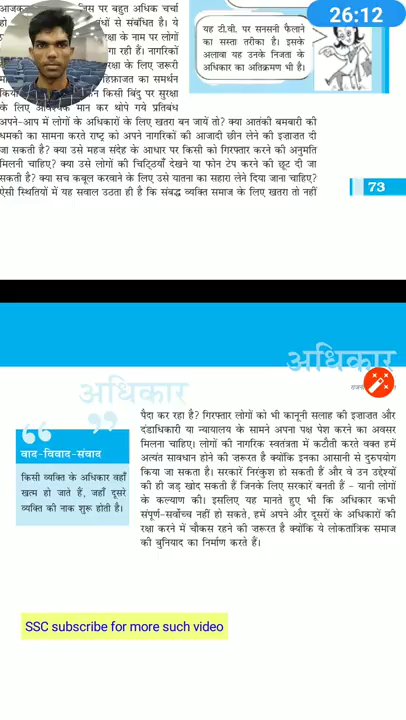 26:12
आजक
पर बहुत अधिक चर्चा
हो
से संबंधित है। ये
के नाम पर लोगों
रही हैं। नागरिकों
के लिए ज़रूरी
का समर्थन
किसी बिंदु पर सुरक्षा
के लिए मान कर थोपे गये प्रतिबंध
अपने-आप में लोगों के अधिकारों के लिए खतरा बन जायें तो? क्या आतंकी बमबारी की
धमकी का सामना करते राष्ट्र को अपने नागरिकों की आजादी छीन लेने की इजाज़त दी
जा सकती है? क्या उसे महज संदेह के आधार पर किसी को गिरफ्तार करने की अनुमति
मिलनी चाहिए? क्या उसे लोगों की चिट्ठियाँ देखने या फोन टेप करने की छूट दी जा
सकती है? क्या सच कबूल करवाने के लिए उसे यातना का सहारा लेने दिया जाना चाहिए?
ऐसी स्थितियों में यह सवाल उठता ही है कि संबद्ध व्यक्ति समाज के लिए खतरा तो नहीं
यह टी.वी. पर सनसनी फैलाने
का सस्ता तरीका है। इसके
अलावा यह उनके निजता के
अधिकार का अतिक्रमण भी है।
73
अधिकार
अधिकार
पैदा कर रहा है? गिरफ्तार लोगों को भी कानूनी सलाह की इजाज़त और
दंडाधिकारी या न्यायालय के सामने अपना पक्ष पेश करने का अवसर
मिलना चाहिए। लोगों की नागरिक स्वतंत्रता में कटौती करते वक्त हमें
अत्यंत सावधान होने की जरूरत है क्योंकि इनका आसानी से दुरुपयोग
किया जा सकता है। सरकारें निरंकुश हो सकती हैं और वे उन उद्देश्यों
की ही जड़ खोद सकती हैं जिनके लिए सरकारें बनती हैं – यानी लोगों
के कल्याण की। इसलिए यह मानते हुए भी कि अधिकार कभी
संपूर्ण-सर्वोच्च नहीं हो सकते, हमें अपने और दूसरों के अधिकारों की
रक्षा करने में चौकस रहने की जरूरत है क्योंकि ये लोकतांत्रिक समाज
की बुनियाद का निर्माण करते हैं।
वाद-विवाद-संवाद
किसी व्यक्ति के अधिकार वहाँ
खत्म हो जाते हैं, जहाँ दूसरे
व्यक्ति की नाक शुरू होती है।
SSC subscribe for more such video